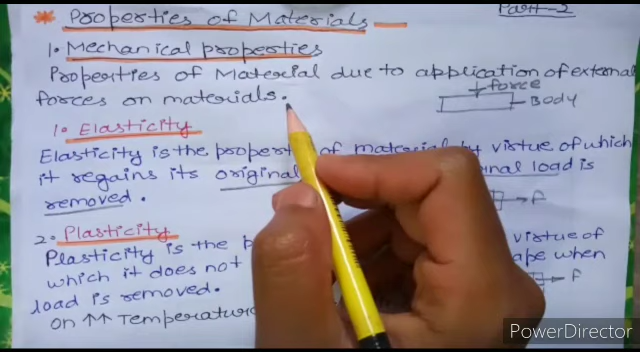 * Properties of Materials
Part-2
1. Mechanical properties
Properties of Material due to application of external
forces on materials.
force
Body
1. Elasticity
Elasticity is the propert of material by virtue of which
it regains its original load is
removed.
F
2. Plasticity
Plasticity is the virtue of
which it does not when
F
load is removed.
On ↑↑ Temperature
PowerDirector